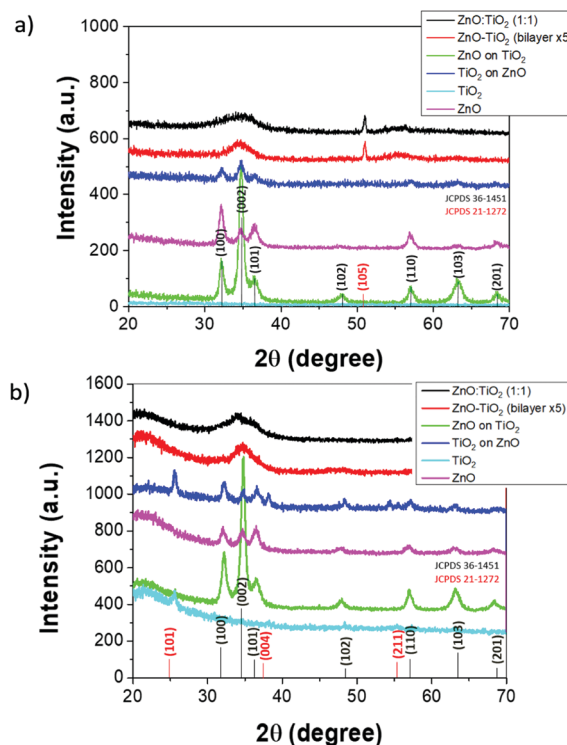 a)
ZnO:TiO₂ (1:1)
ZnO-TiO₂ (bilayer x5)
ZnO on TiO₂
TiO₂ on ZnO
TiO₂
ZnO
1000
800
600
400
200
0
Intensity (a.u.)
JCPDS 36-1451
JCPDS 21-1272
(100)
(002)
(101)
(102)
(105)
(110)
(103)
(201)
20 30 40 50 60 70
2θ (degree)
b)
ZnO:TiO₂ (1:1)
ZnO-TiO₂ (bilayer x5)
ZnO on TiO₂
TiO₂ on ZnO
TiO₂
ZnO
1600
1400
1200
1000
800
600
400
200
0
Intensity (a.u.)
JCPDS 36-1451
JCPDS 21-1272
(101)
(100)
(002)
(101)
(004)
(102)
(211)
(110)
(103)
(201)
20 30 40 50 60 70
2θ (degree)